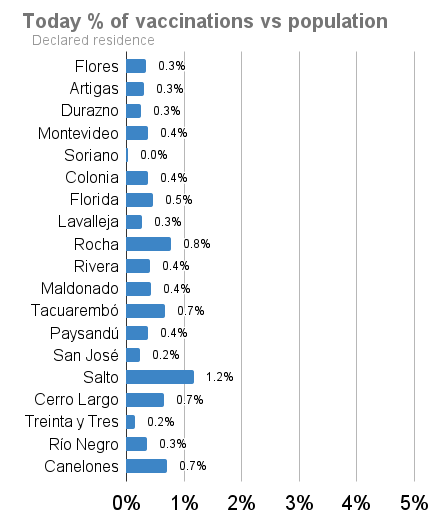 Today % of vaccinations vs population
Declared residence
Flores 0.3%
Artigas 0.3%
Durazno 0.3%
Montevideo 0.4%
Soriano 0.0%
Colonia 0.4%
Florida 0.5%
Lavalleja 0.3%
Rocha 0.8%
Rivera 0.4%
Maldonado 0.4%
Tacuarembó 0.7%
Paysandú 0.4%
San José 0.2%
Salto 1.2%
Cerro Largo 0.7%
Treinta y Tres 0.2%
Río Negro 0.3%
Canelones 0.7%
0% 1% 2% 3% 4% 5%